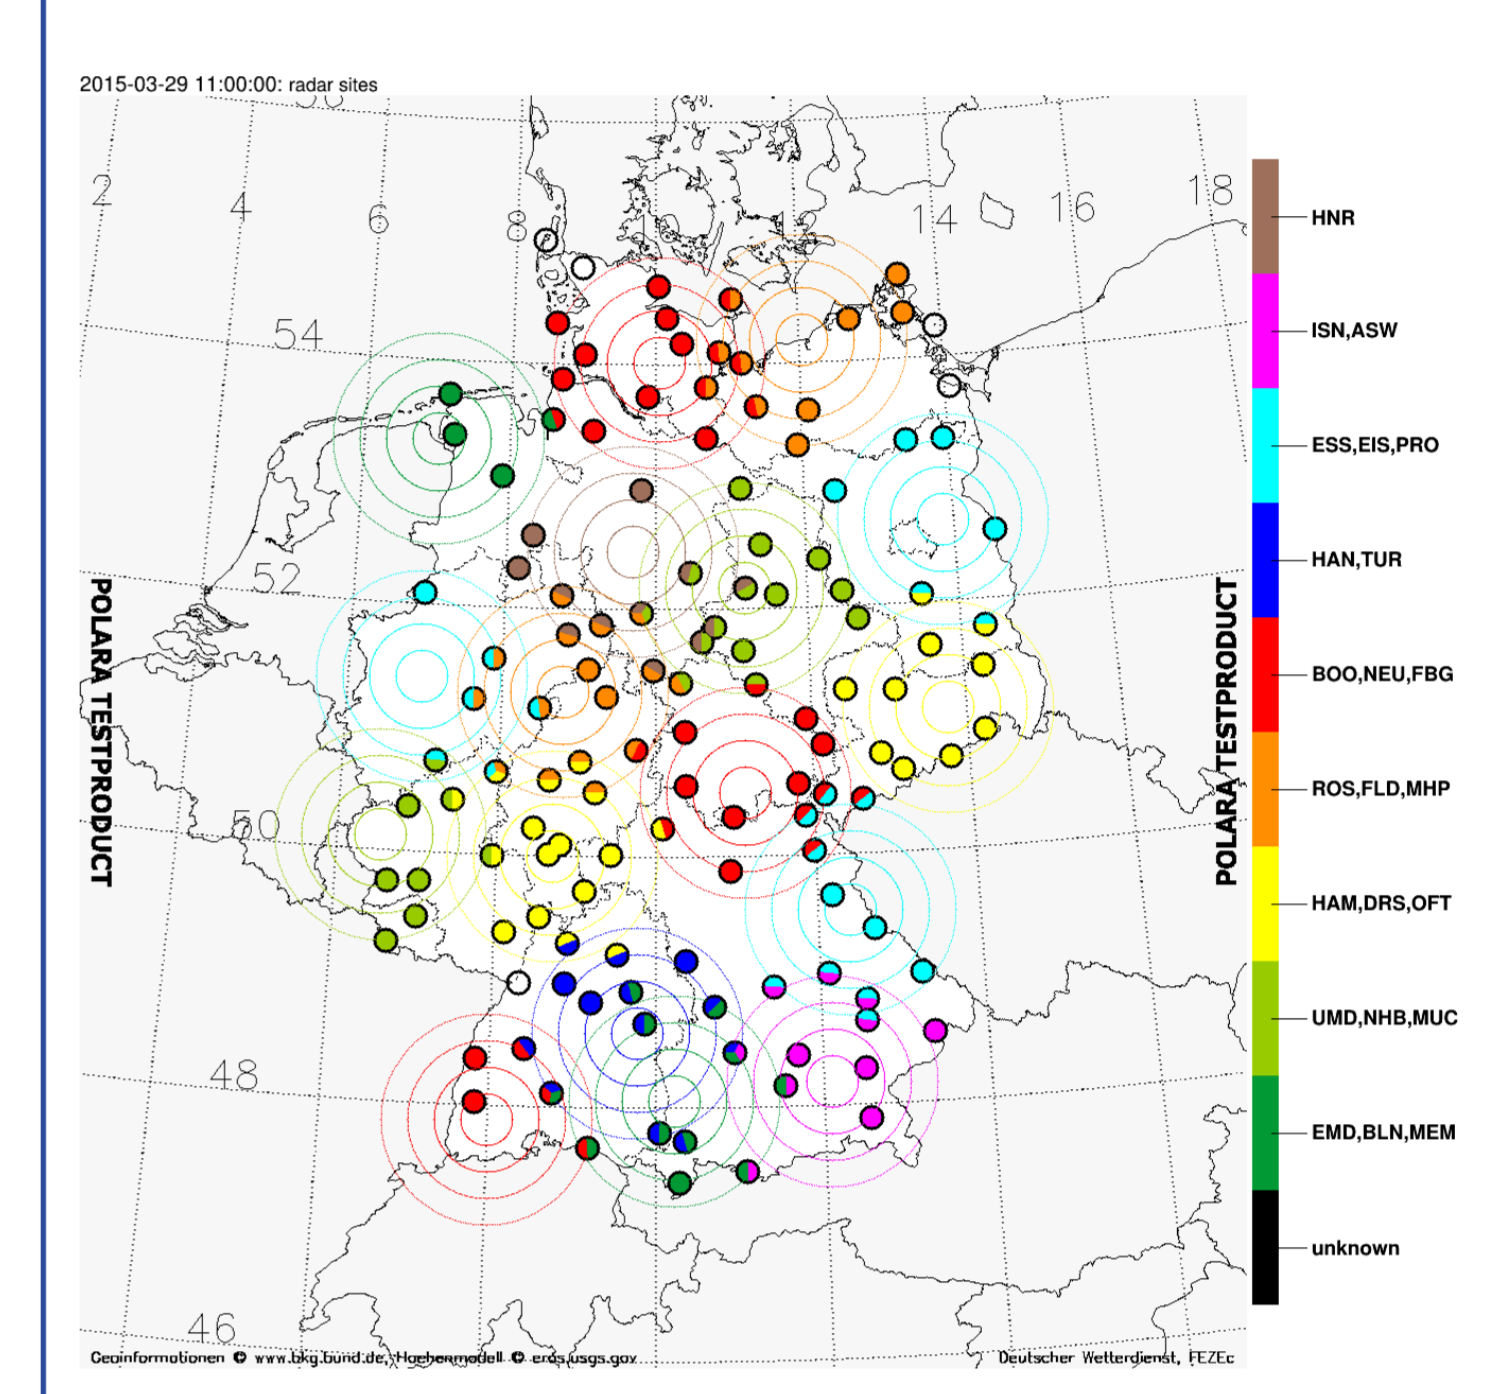 2015-03-29 11:00:00: radar sites
2
4
6
8
10
12
14
16
18
54
52
50
48
46
POLARA TESTPRODUCT
POLARA TESTPRODUCT
HNR
ISN,ASW
ESS,EIS,PRO
HAN,TUR
BOO,NEU,FBG
ROS,FLD,MHP
HAM,DRS,OFT
UMD,NHB,MUC
EMD,BLN,MEM
unknown
Geoinformationen © www.bkg.bund.de, Hoehenmodell © eros.usgs.gov
Deutscher Wetterdienst, FEZEc